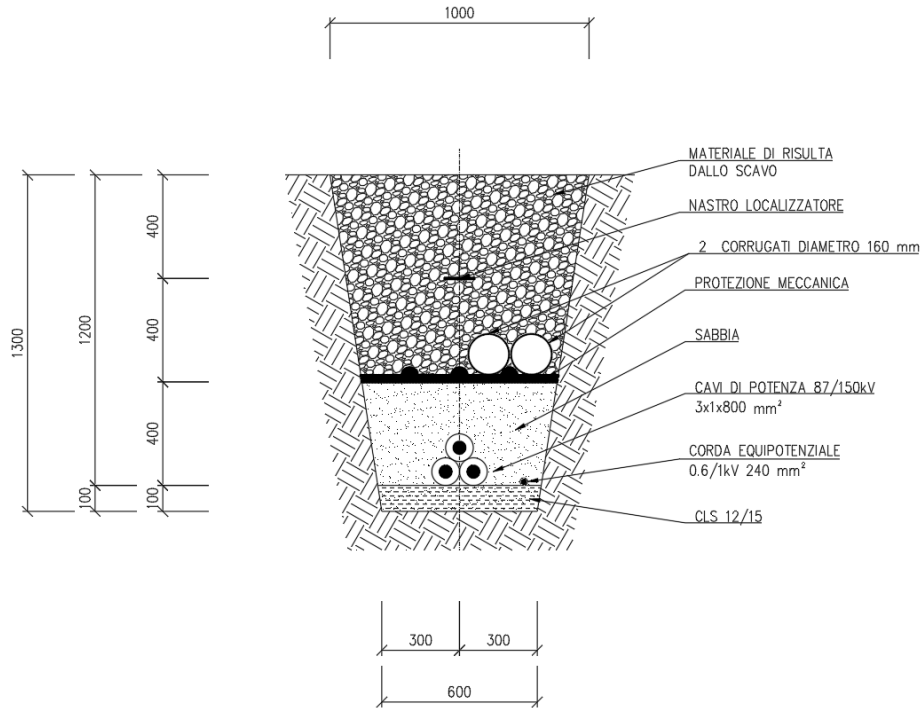 1000
MATERIALE DI RISULTA
DALLO SCAVO
NASTRO LOCALIZZATORE
2 CORRUGATI DIAMETRO 160 mm
PROTEZIONE MECCANICA
SABBIA
CAVI DI POTENZA 87/150kV
3x1x800 mm²
CORDA EQUIPOTENZIALE
0.6/1kV 240 mm²
CLS 12/15
1300
1200
100
400
400
400
100
300
300
600